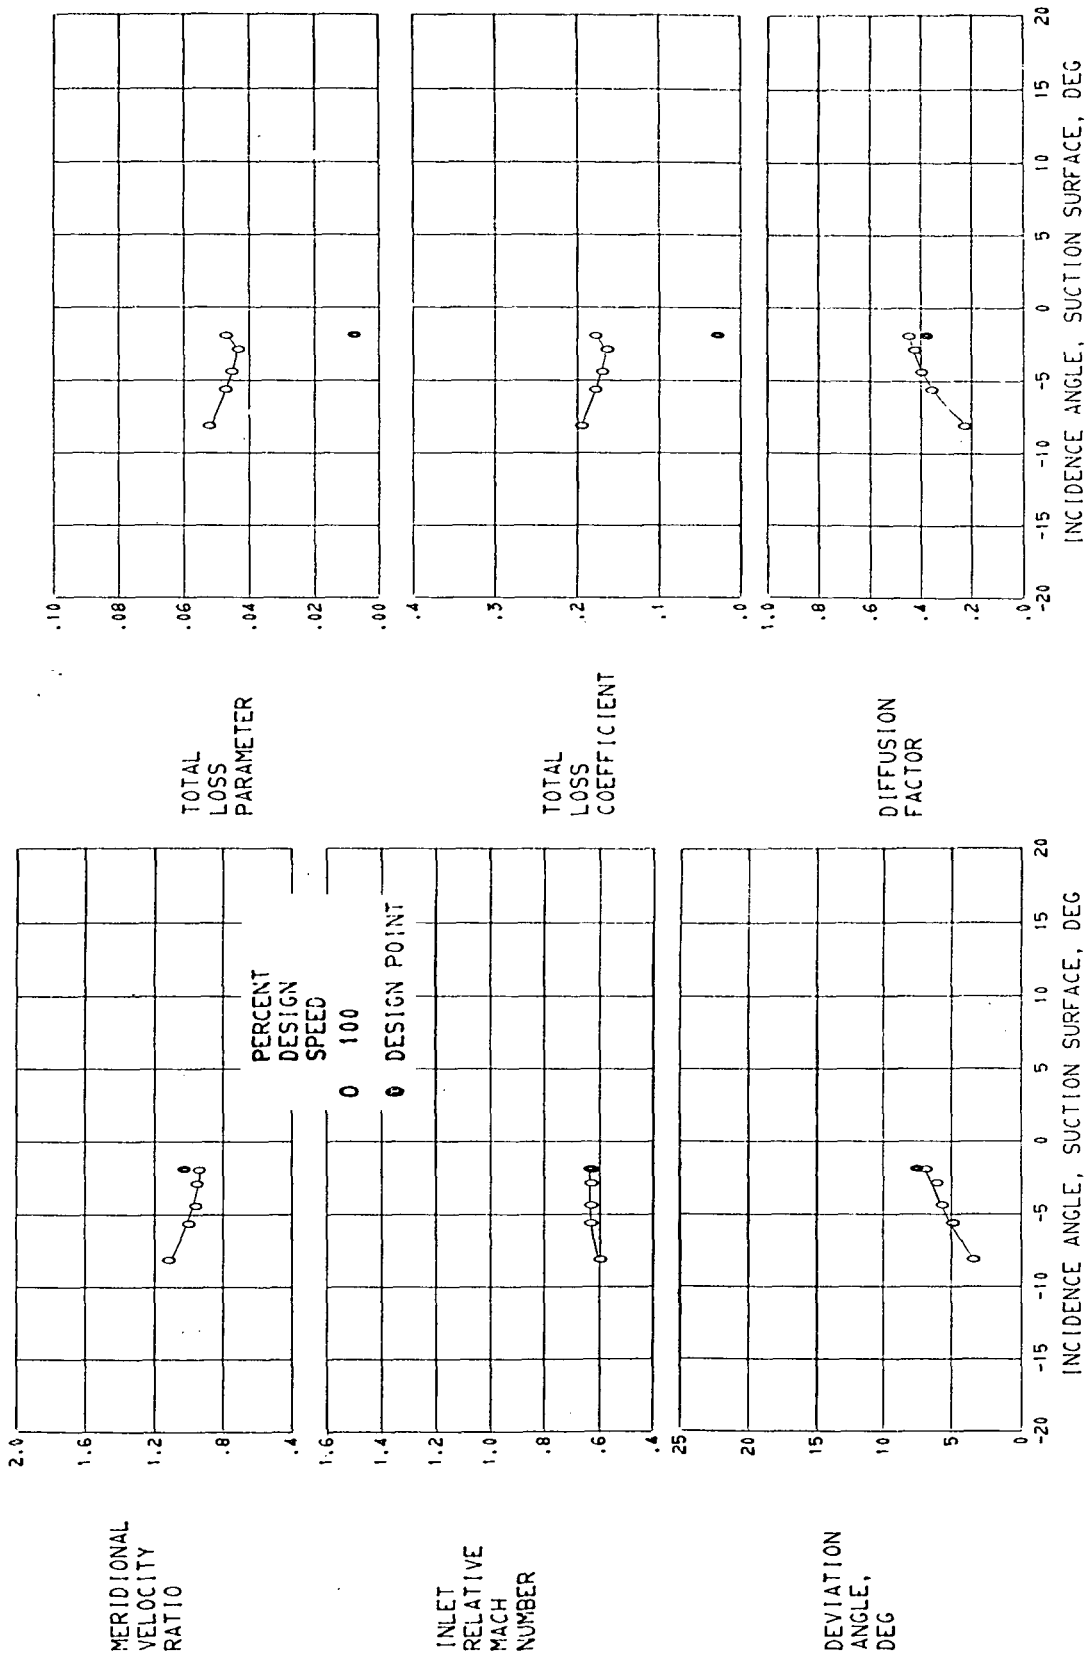 MERIDIONAL
VELOCITY
RATIO
2.0
1.6
1.2
.8
.4
PERCENT
DESIGN
SPEED
100
DESIGN POINT
INLET
RELATIVE
MACH
NUMBER
1.6
1.4
1.2
1.0
.8
.6
.4
DEVIATION
ANGLE,
DEG
25
20
15
10
5
0
-20 -15 -10 -5 0 5 10 15 20
INCIDENCE ANGLE, SUCTION SURFACE, DEG
TOTAL
LOSS
PARAMETER
.10
.08
.06
.04
.02
.00
TOTAL
LOSS
COEFFICIENT
.4
.3
.2
.1
0
DIFFUSION
FACTOR
1.0
.8
.6
.4
.2
0
-20 -15 -10 -5 0 5 10 15 20
INCIDENCE ANGLE, SUCTION SURFACE, DEG